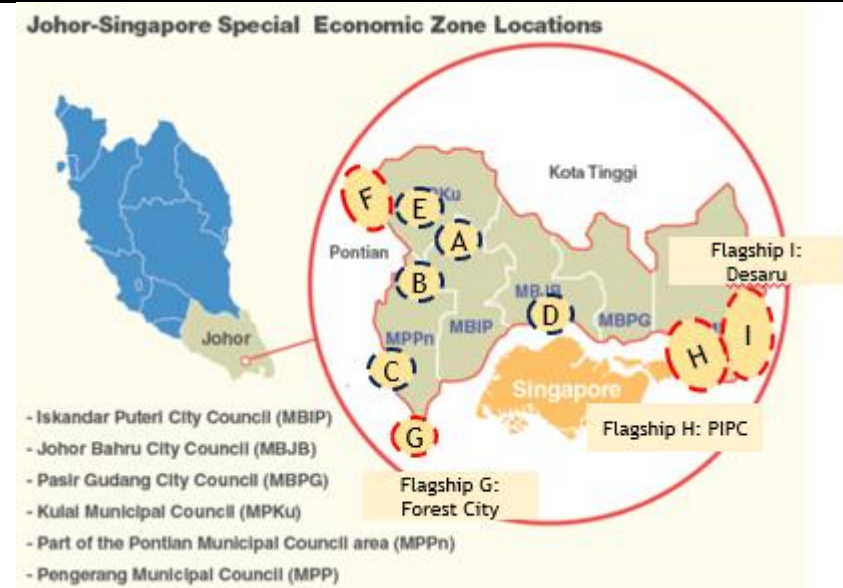 Johor-Singapore Special Economic Zone Locations
Kota Tinggi
F
Ku
E
A
Pontian
Flagship I:
Desaru
B
MBJB
D
MBPG
MBIP
MPPn
I
H
C
Johor
Singapore
- Iskandar Puteri City Council (MBIP)
Flagship H: PIPC
G
- Johor Bahru City Council (MBJB)
- Pasir Gudang City Council (MBPG)
Flagship G:
Forest City
- Kulai Municipal Council (MPKu)
- Part of the Pontian Municipal Council area (MPPn)
- Pengerang Municipal Council (MPP)